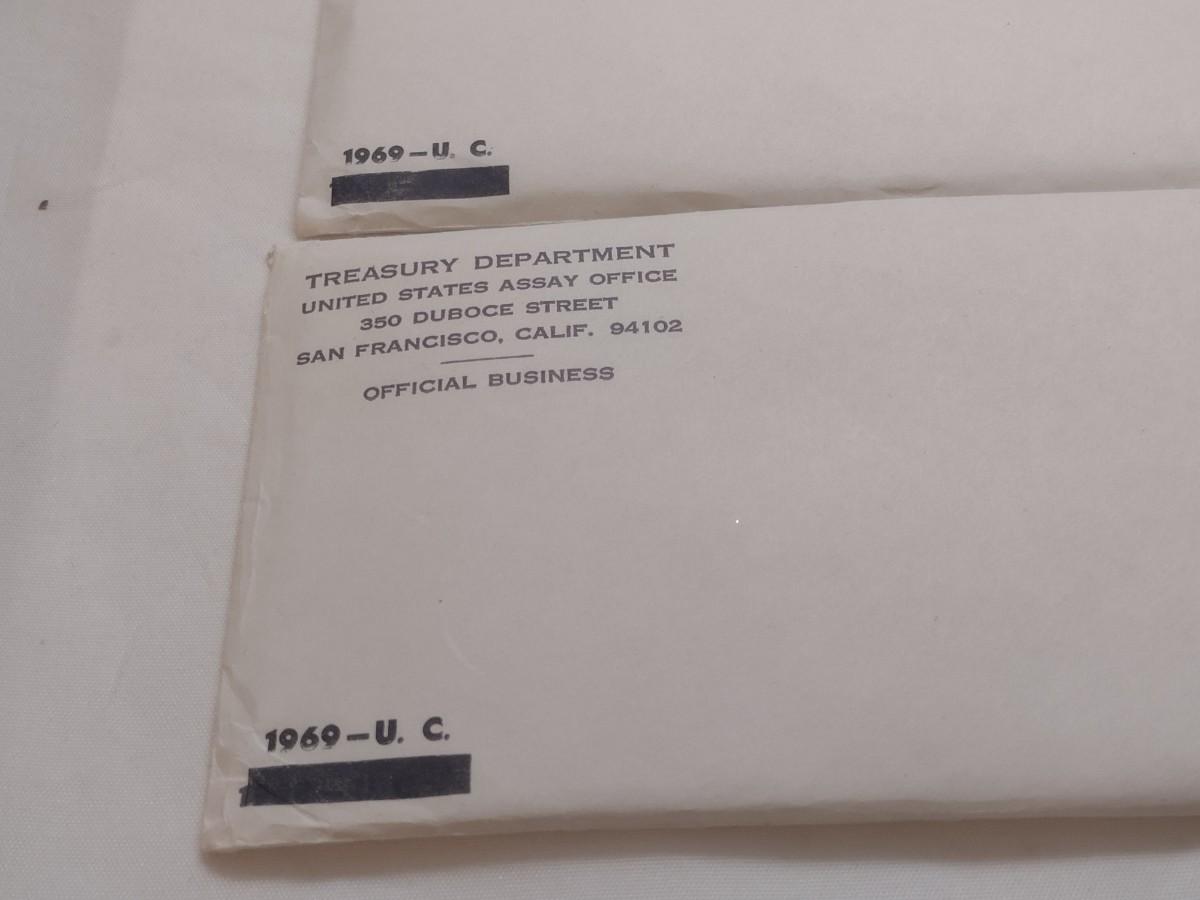 1969–U. C.
TREASURY DEPARTMENT
UNITED STATES ASSAY OFFICE
350 DUBOCE STREET
SAN FRANCISCO, CALIF. 94102
OFFICIAL BUSINESS
1969–U. C.